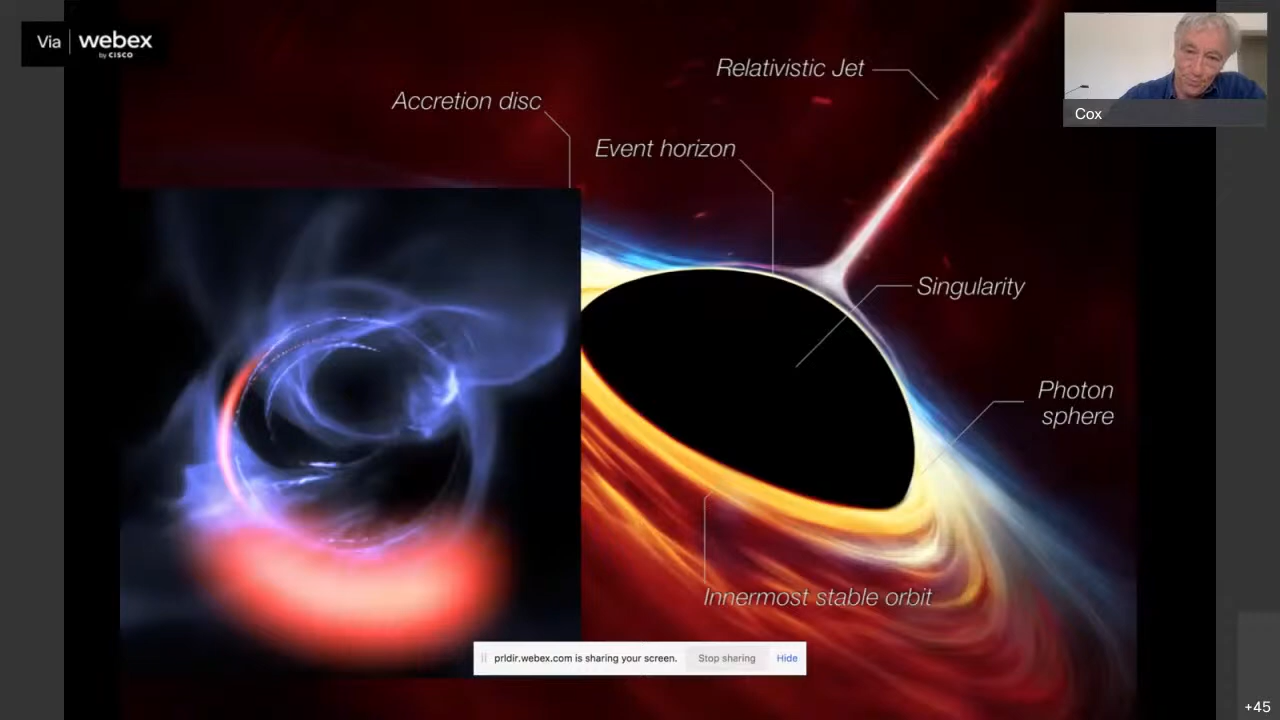 Via webex
by CISCO
Relativistic Jet
Accretion disc
Event horizon
Cox
Singularity
Photon
sphere
Innermost stable orbit
prldir.webex.com is sharing your screen. Stop sharing Hide
+45